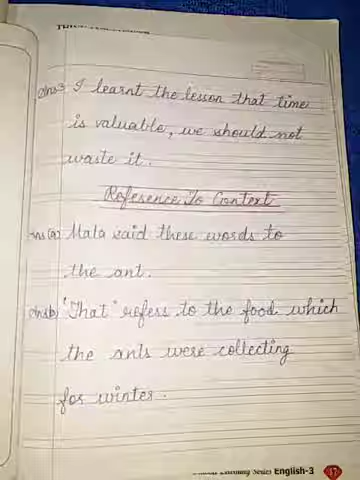 Ans3 I learnt the lesson that time
is valuable, we should not
waste it.
Reference To Context
Ans(a) Mala said these words to
the ant.
Ans(b) "That" refers to the food which
the ants were collecting
for winter.
Learning Series English-3